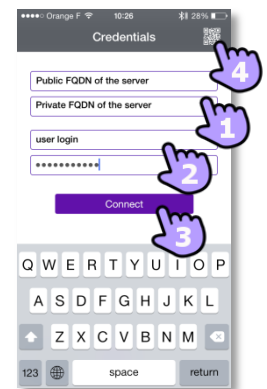 ●●●●○ Orange F 10:26 28%
Credentials
4
Public FQDN of the server
Private FQDN of the server
1
user login
●●●●●●●●●●●
2
Connect
3
Q W E R T Y U I O P
A S D F G H J K L
Z X C V B N M
123 space return